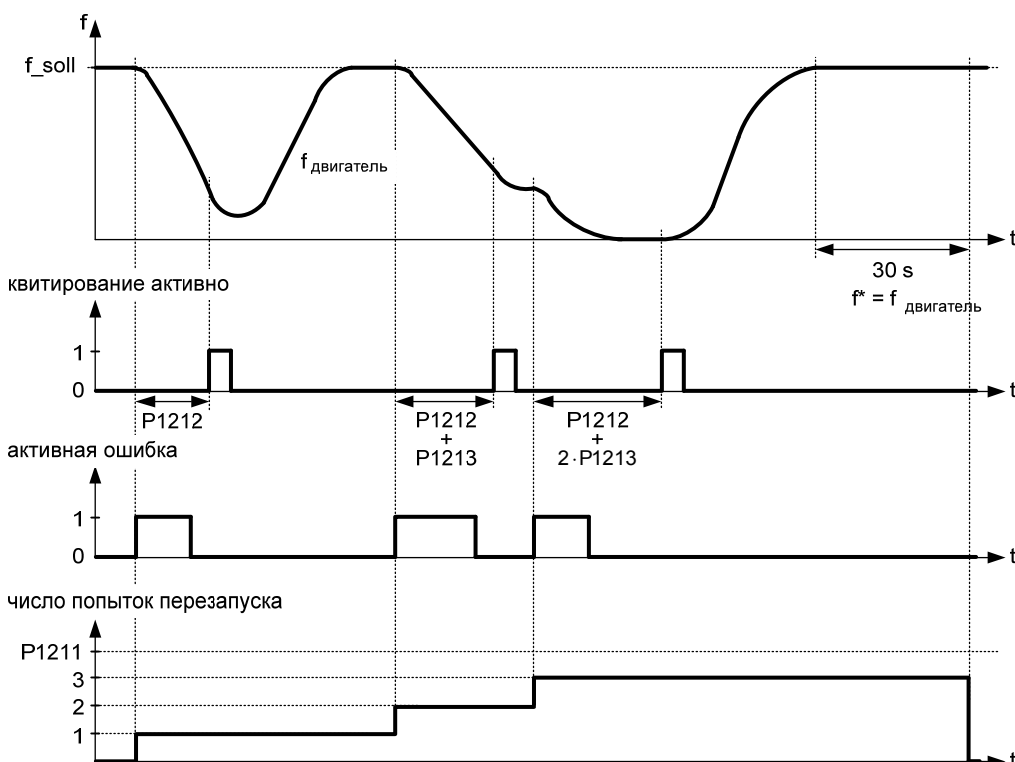 f
f_soll
f двигатель
t
30 s
f* = f двигатель
квитирование активно
1
0
t
P1212
P1212
+
P1213
P1212
+
2·P1213
активная ошибка
1
0
t
число попыток перезапуска
P1211
3
2
1
t